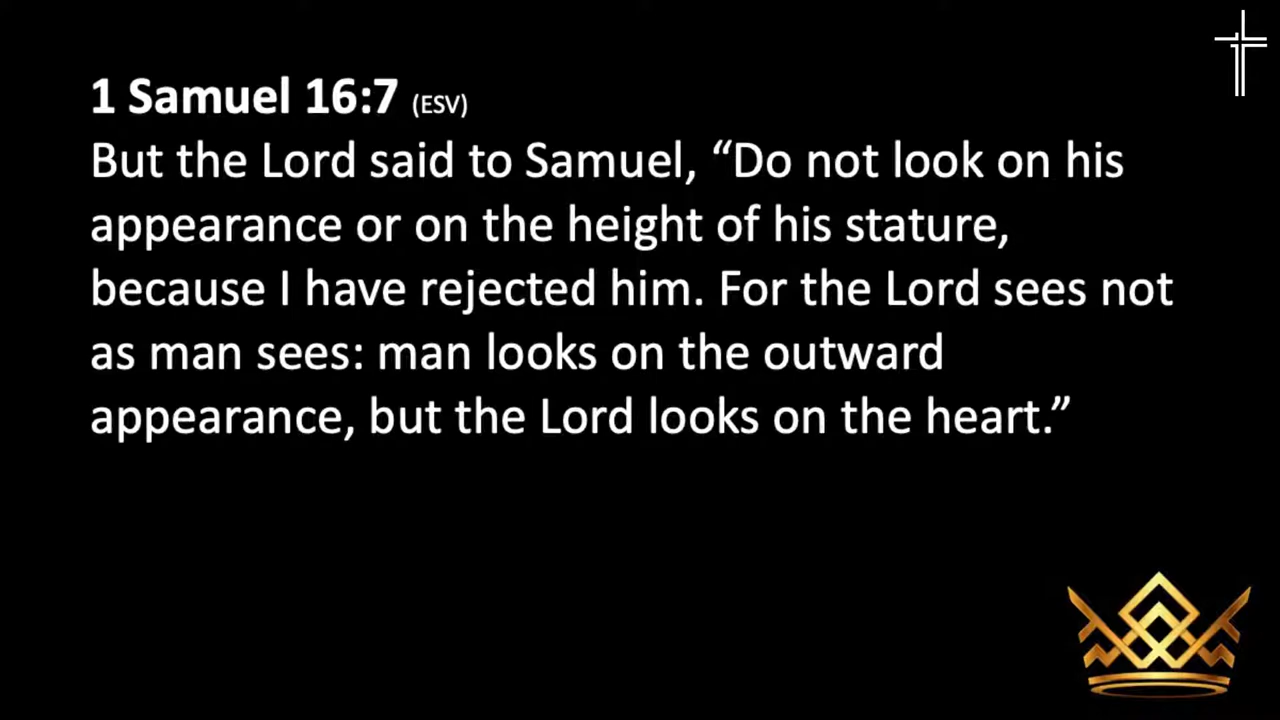 1 Samuel 16:7 (ESV)
But the Lord said to Samuel, “Do not look on his
appearance or on the height of his stature,
because I have rejected him. For the Lord sees not
as man sees: man looks on the outward
appearance, but the Lord looks on the heart.”